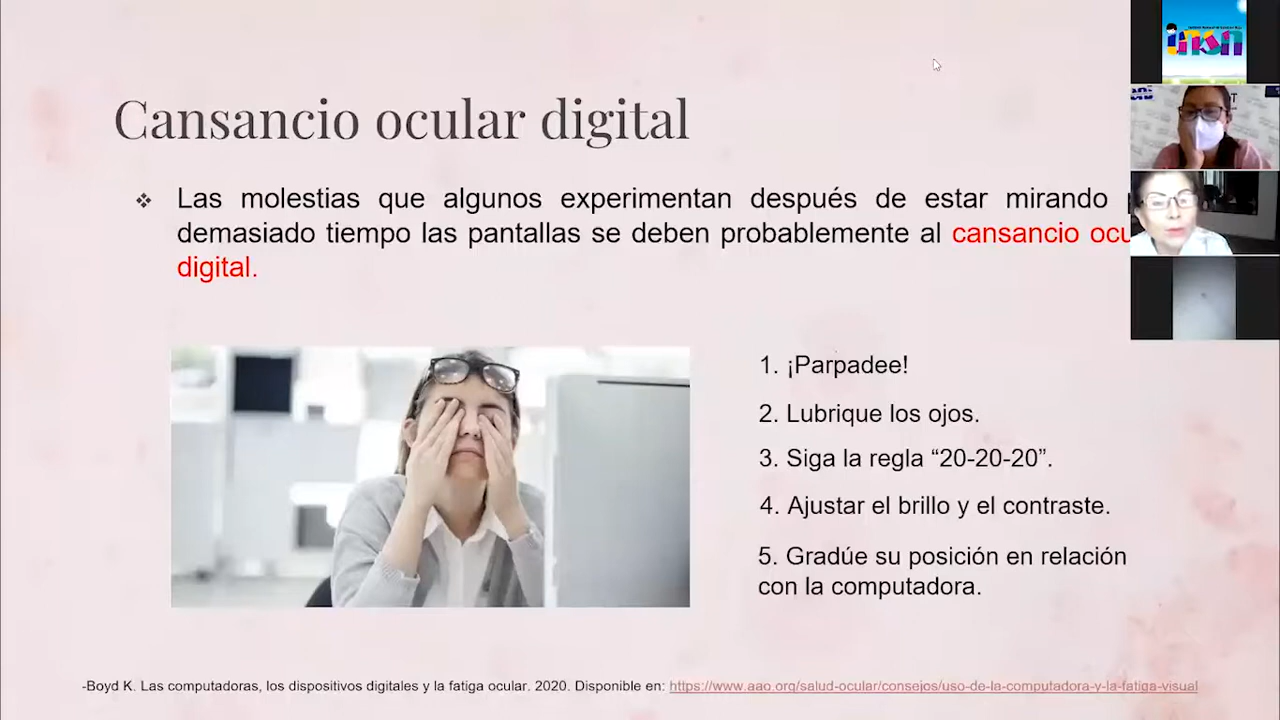 Cansancio ocular digital
❖ Las molestias que algunos experimentan después de estar mirando
demasiado tiempo las pantallas se deben probablemente al cansancio
digital.
1. ¡Parpadee!
2. Lubrique los ojos.
3. Siga la regla “20-20-20”.
4. Ajustar el brillo y el contraste.
5. Gradúe su posición en relación
con la computadora.
-Boyd K. Las computadoras, los dispositivos digitales y la fatiga ocular. 2020. Disponible en: https://www.aao.org/salud-ocular/consejos/uso-de-la-computadora-y-la-fatiga-visual